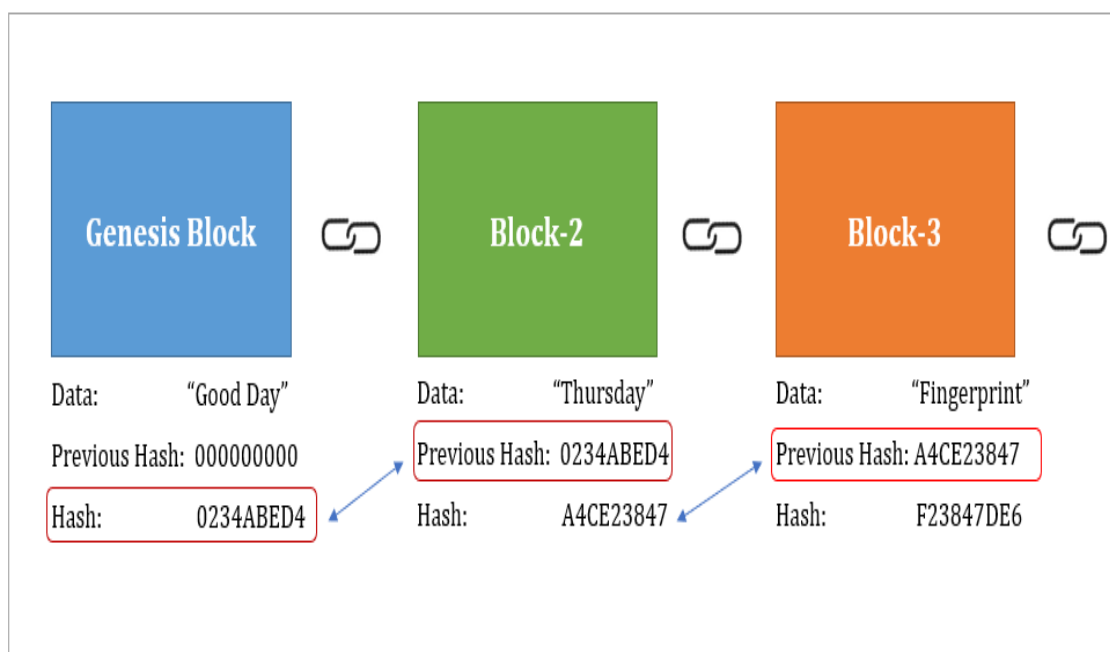 Genesis Block
Block-2
Block-3
Data: “Good Day”
Previous Hash: 000000000
Hash: 0234ABED4
Data: “Thursday”
Previous Hash: 0234ABED4
Hash: A4CE23847
Data: “Fingerprint”
Previous Hash: A4CE23847
Hash: F23847DE6